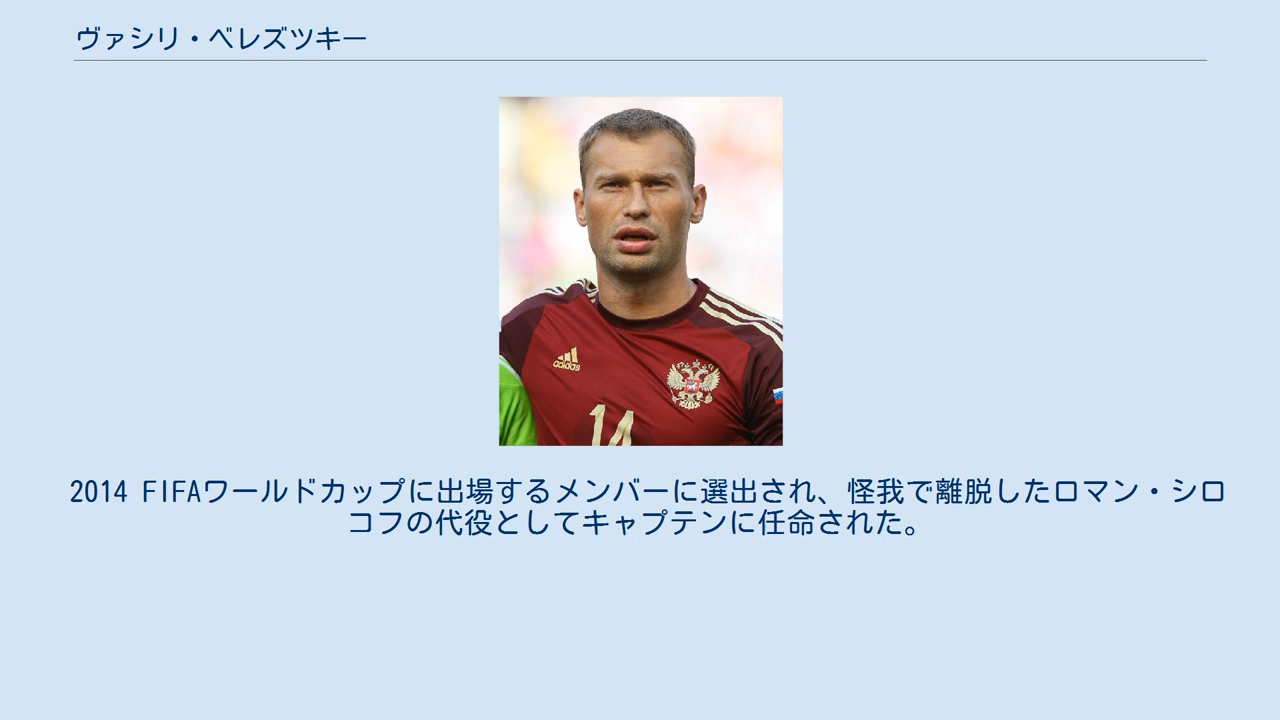 ヴァシリ・ベレズツキー
adidas
14
2014 FIFAワールドカップに出場するメンバーに選出され、怪我で離脱したロマン・シロ
コフの代役としてキャプテンに任命された。